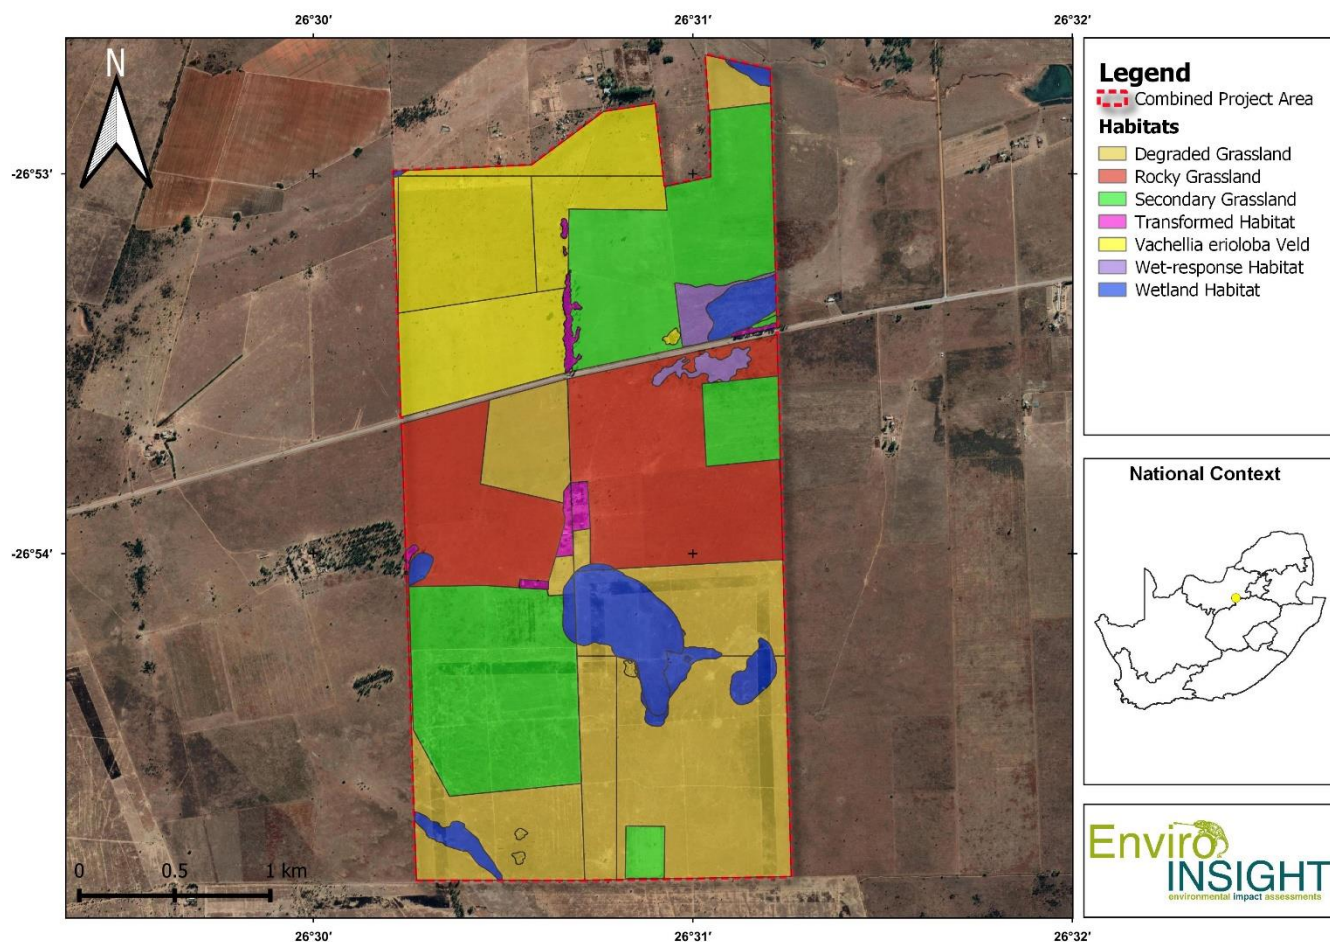 26°30'
26°31'
26°32'
N
-26°53'
-26°54'
0
0.5
1 km
26°30'
26°31'
26°32'
Legend
Combined Project Area
Habitats
Degraded Grassland
Rocky Grassland
Secondary Grassland
Transformed Habitat
Vachellia erioloba Veld
Wet-response Habitat
Wetland Habitat
National Context
Enviro
INSIGHT
environmental impact assessments